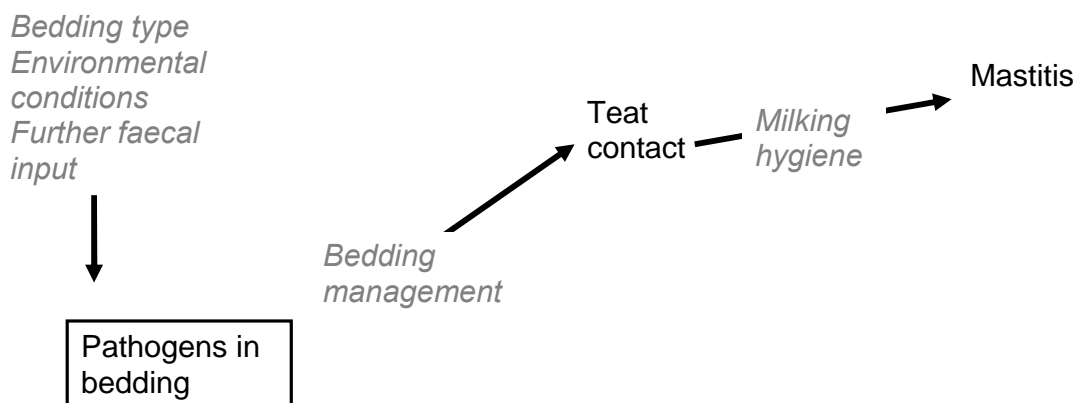 Bedding type
Environmental
conditions
Further faecal
input
Pathogens in
bedding
Bedding
management
Teat
contact
Milking
hygiene
Mastitis